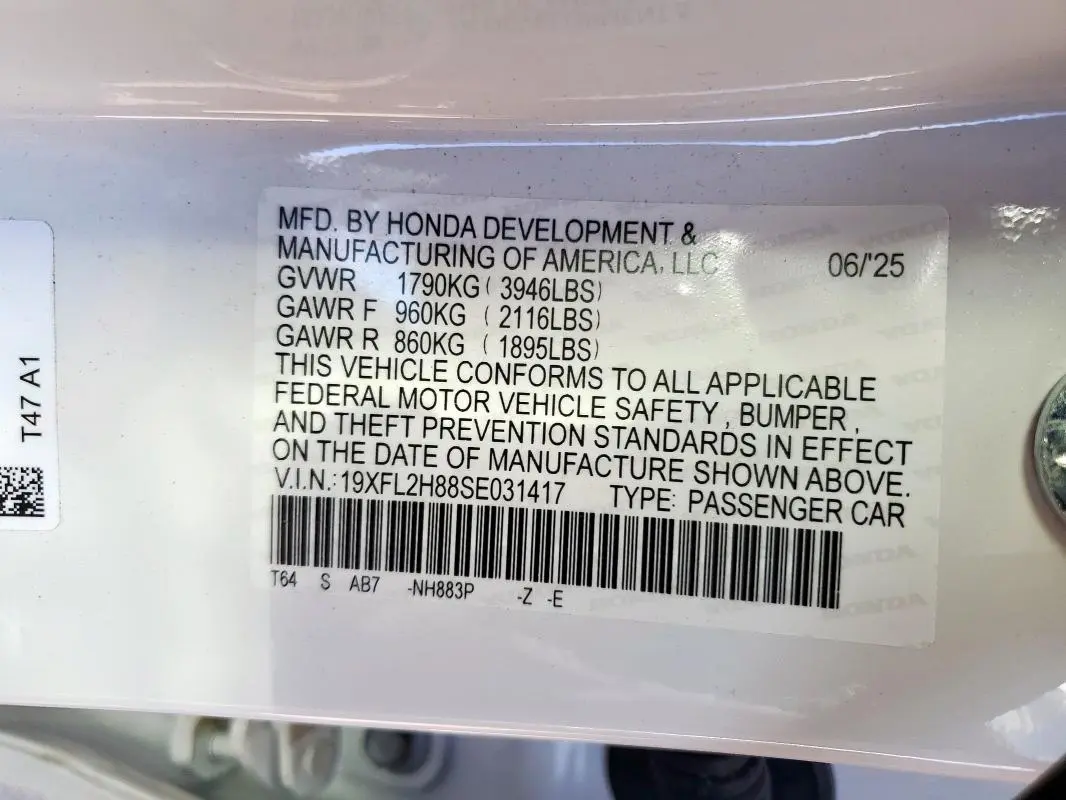 MFD. BY HONDA DEVELOPMENT &
MANUFACTURING OF AMERICA, LLC 06/'25
GVWR 1790KG ( 3946LBS)
GAWR F 960KG ( 2116LBS)
GAWR R 860KG ( 1895LBS)
THIS VEHICLE CONFORMS TO ALL APPLICABLE
FEDERAL MOTOR VEHICLE SAFETY , BUMPER ,
AND THEFT PREVENTION STANDARDS IN EFFECT
ON THE DATE OF MANUFACTURE SHOWN ABOVE.
V.I.N.:19XFL2H88SE031417 TYPE: PASSENGER CAR
T64 S AB7 -NH883P -Z -E
T47 A1